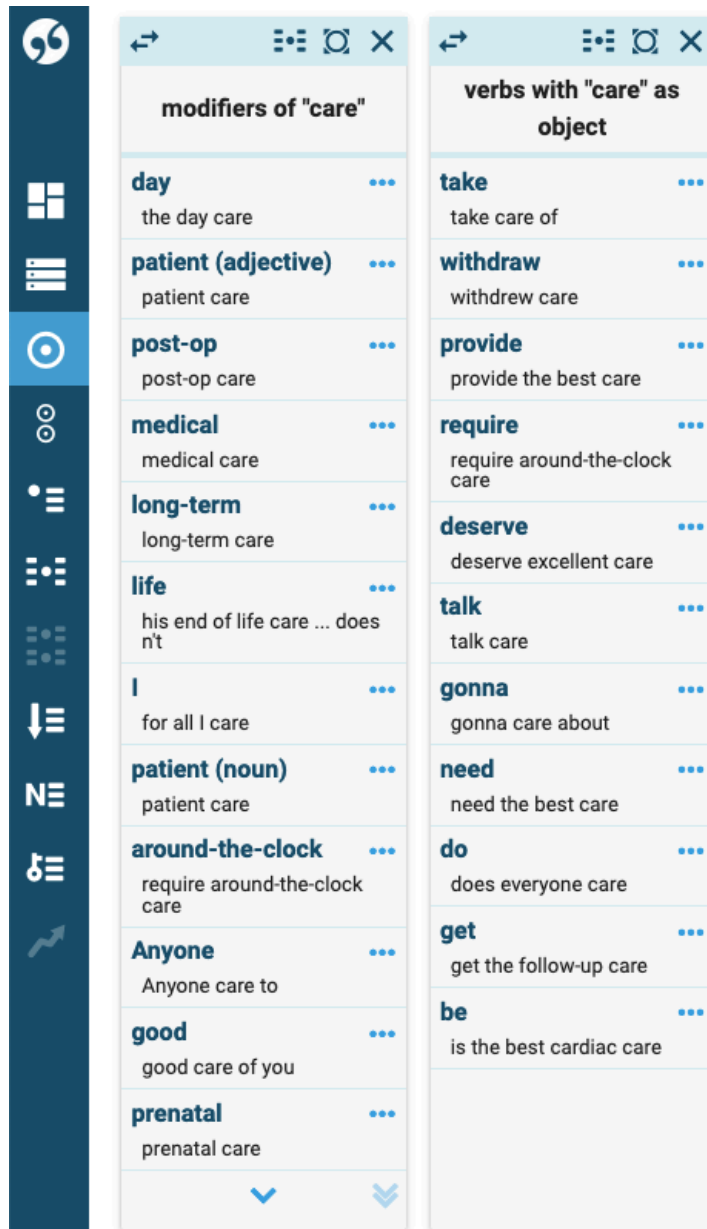 modifiers of "care"
day
the day care
patient (adjective)
patient care
post-op
post-op care
medical
medical care
long-term
long-term care
life
his end of life care ... does
n't
I
for all I care
patient (noun)
patient care
around-the-clock
require around-the-clock
care
Anyone
Anyone care to
good
good care of you
prenatal
prenatal care
verbs with "care" as
object
take
take care of
withdraw
withdrew care
provide
provide the best care
require
require around-the-clock
care
deserve
deserve excellent care
talk
talk care
gonna
gonna care about
need
need the best care
do
does everyone care
get
get the follow-up care
be
is the best cardiac care